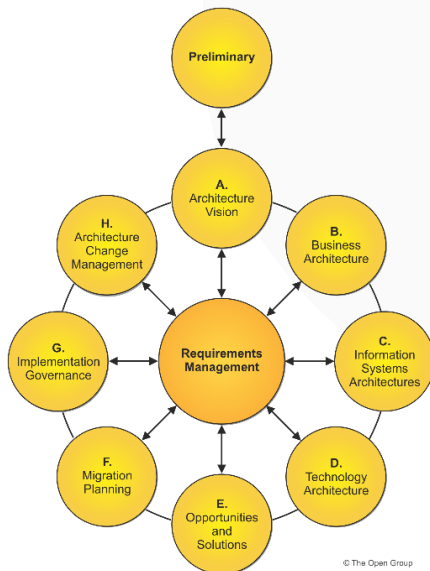 Preliminary
A.
Architecture
Vision
B.
Business
Architecture
C.
Information
Systems
Architectures
D.
Technology
Architecture
E.
Opportunities
and
Solutions
F.
Migration
Planning
G.
Implementation
Governance
H.
Architecture
Change
Management
Requirements
Management
© The Open Group